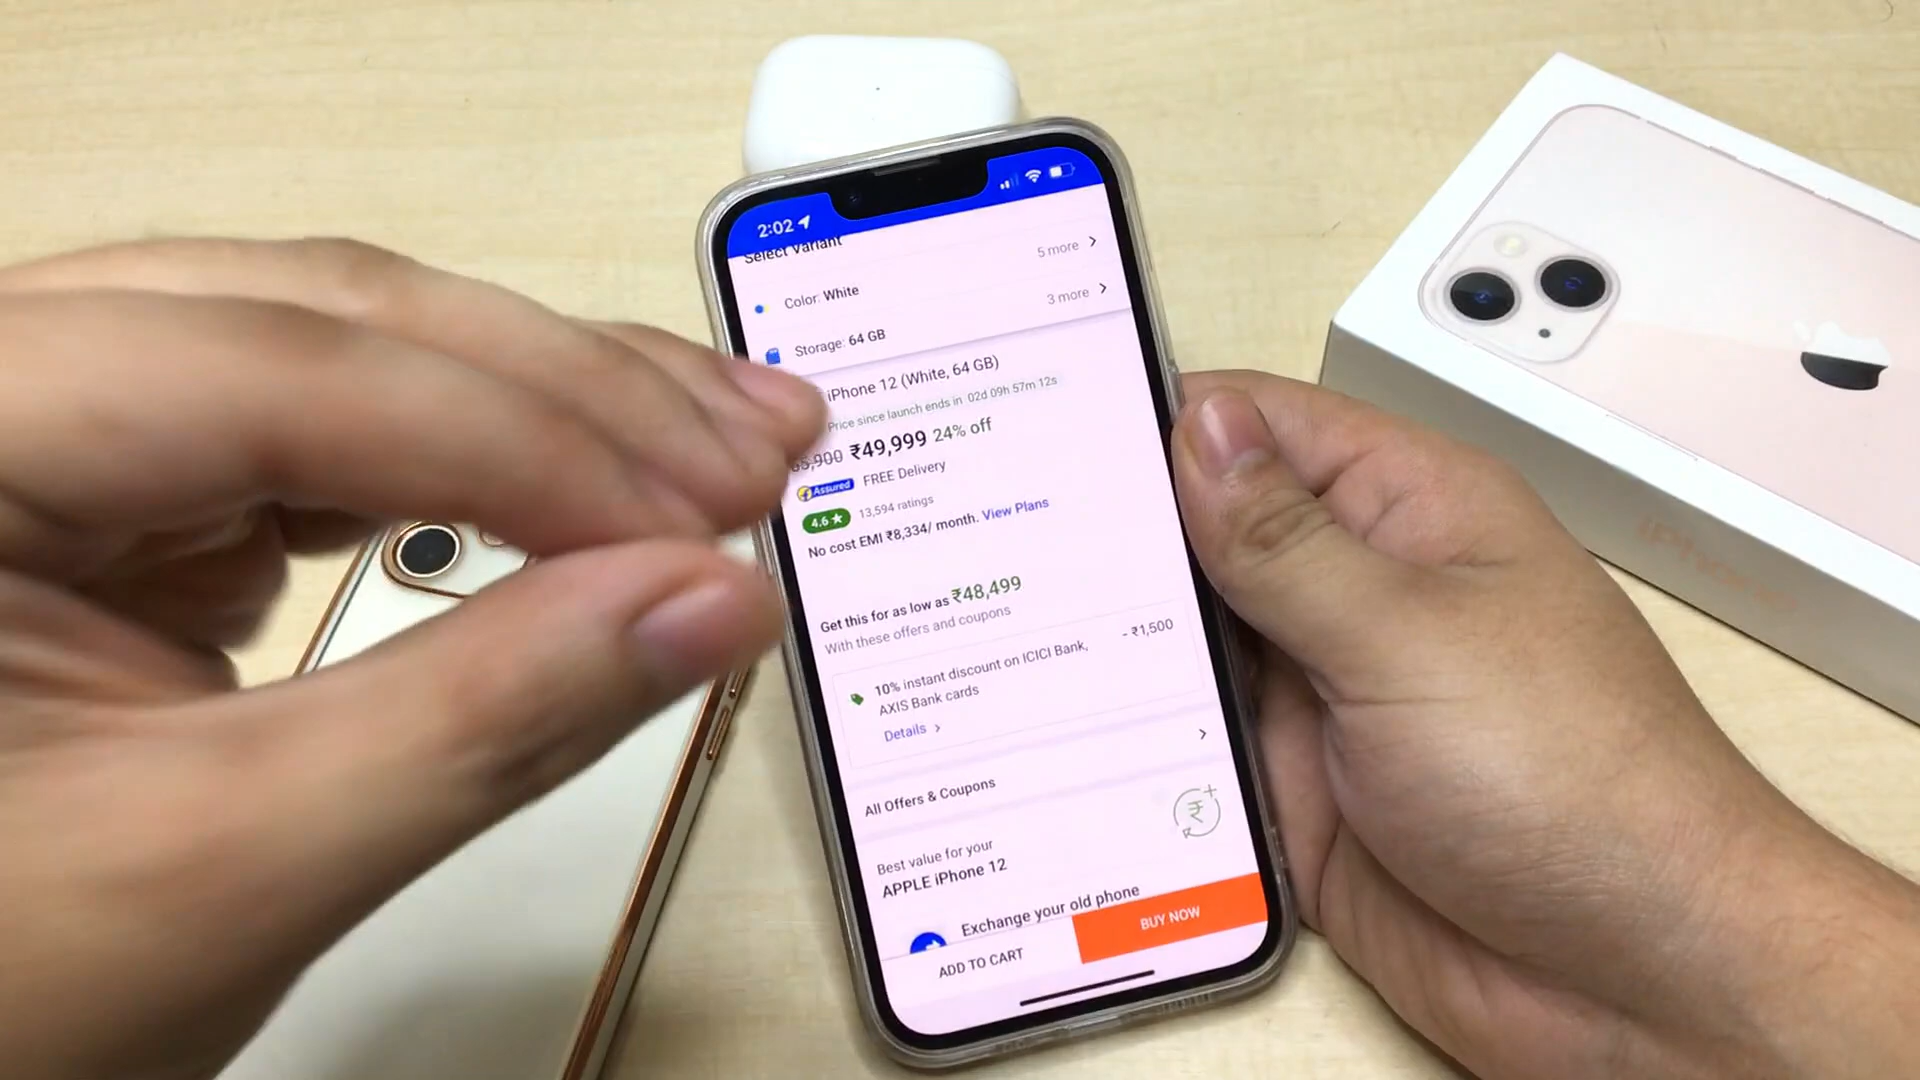 2:02
Select Variant
Color: White
5 more
Storage: 64 GB
3 more
iPhone 12 (White, 64 GB)
Price since launch ends in 02d 09h 57m 12s
₹49,999 24% off
Assured FREE Delivery
4.6★ 13,594 ratings
No cost EMI ₹8,334/ month. View Plans
Get this for as low as ₹48,499
With these offers and coupons
10% instant discount on ICICI Bank, - ₹1,500
AXIS Bank cards
Details
All Offers & Coupons
Best value for your
APPLE iPhone 12
Exchange your old phone
ADD TO CART
BUY NOW
iPhone